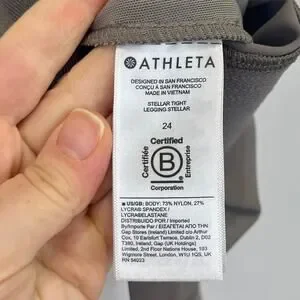 ATHLETA
DESIGNED IN SAN FRANCISCO
CONÇU À SAN FRANCISCO
MADE IN VIETNAM
STELLAR TIGHT
LEGGING STELLAR
24
Certified
Certifiée
B
Entreprise
Corporation
US/GB: BODY: 73% NYLON, 27%
LYCRA® SPANDEX /
LYCRA®ELASTANE
DISTRIBUÉ PAR / Imported
By/Importé Par / ΕΙΣΑΓΕΤΑΙ ΑΠΟ ΤΗΝ
Gap Stores (Ireland) Limited c/o Arthur
Cox, 10 Earlsfort Terrace, Dublin 2, D02
T380, Ireland, Gap (UK Holdings)
Limited, 2nd Floor Nations House, 103
Wigmore Street, London, W1U 1QS, UK
RN 54023